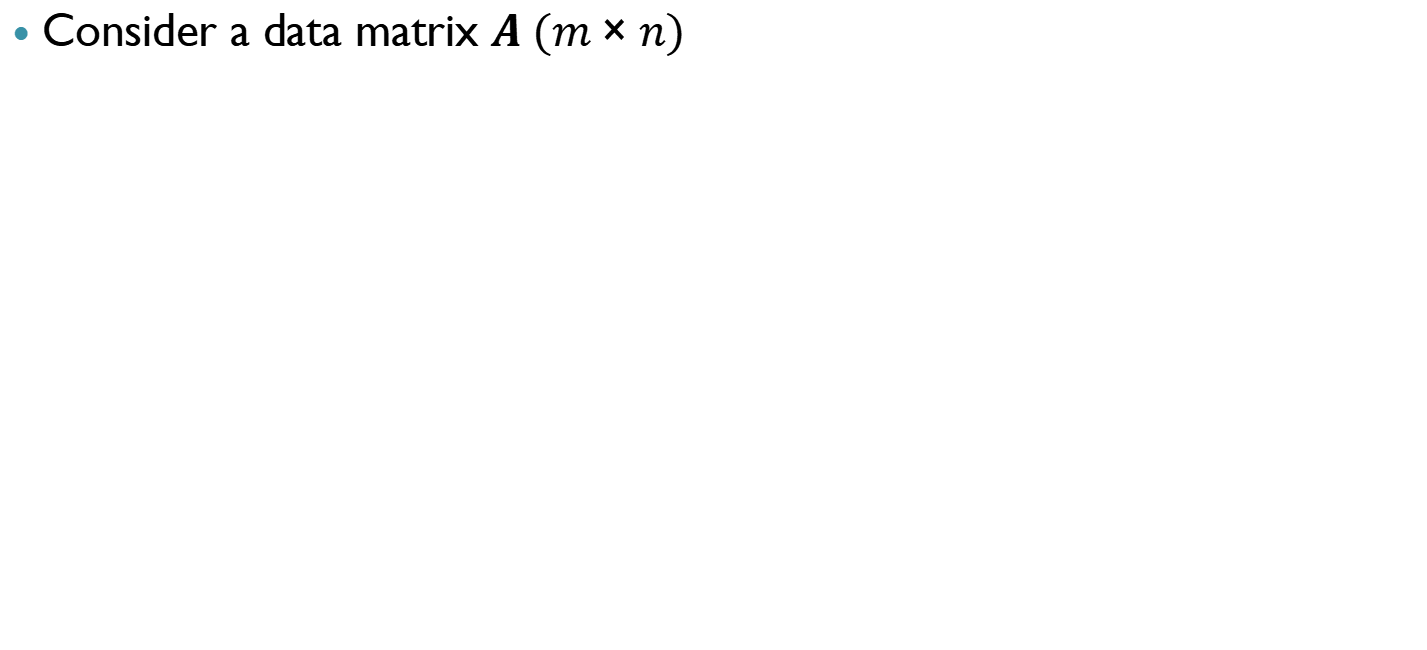 • Consider a data matrix A (m × n)